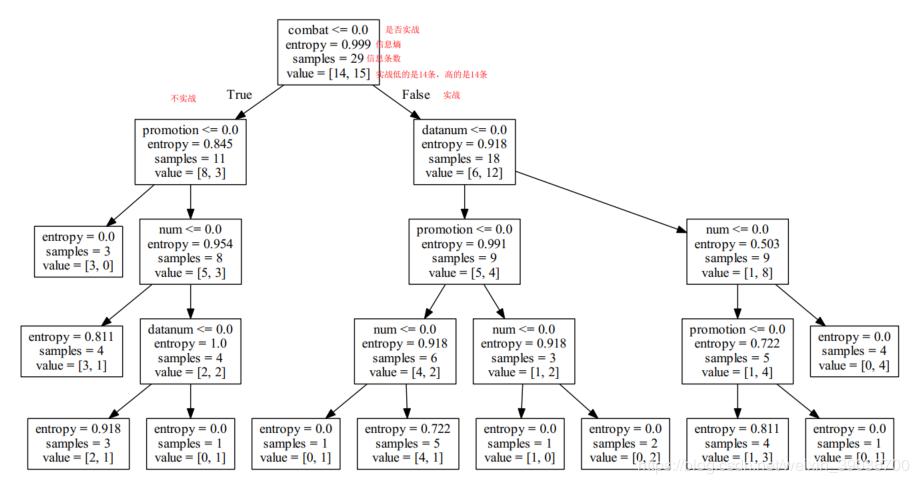 combat <= 0.0 是否实战
entropy = 0.999 信息熵
samples = 29 信息条数
value = [14, 15] 实战低的是14条，高的是14条
不实战 True False 实战
promotion <= 0.0
entropy = 0.845
samples = 11
value = [8, 3]
datanum <= 0.0
entropy = 0.918
samples = 18
value = [6, 12]
entropy = 0.0
samples = 3
value = [3, 0]
num <= 0.0
entropy = 0.954
samples = 8
value = [5, 3]
promotion <= 0.0
entropy = 0.991
samples = 9
value = [5, 4]
num <= 0.0
entropy = 0.503
samples = 9
value = [1, 8]
entropy = 0.811
samples = 4
value = [3, 1]
datanum <= 0.0
entropy = 1.0
samples = 4
value = [2, 2]
num <= 0.0
entropy = 0.918
samples = 6
value = [4, 2]
num <= 0.0
entropy = 0.918
samples = 3
value = [1, 2]
promotion <= 0.0
entropy = 0.722
samples = 5
value = [1, 4]
entropy = 0.0
samples = 4
value = [0, 4]
entropy = 0.918
samples = 3
value = [2, 1]
entropy = 0.0
samples = 1
value = [0, 1]
entropy = 0.0
samples = 1
value = [0, 1]
entropy = 0.722
samples = 5
value = [4, 1]
entropy = 0.0
samples = 1
value = [1, 0]
entropy = 0.0
samples = 2
value = [0, 2]
entropy = 0.811
samples = 4
value = [1, 3]
entropy = 0.0
samples = 1
value = [0, 1]